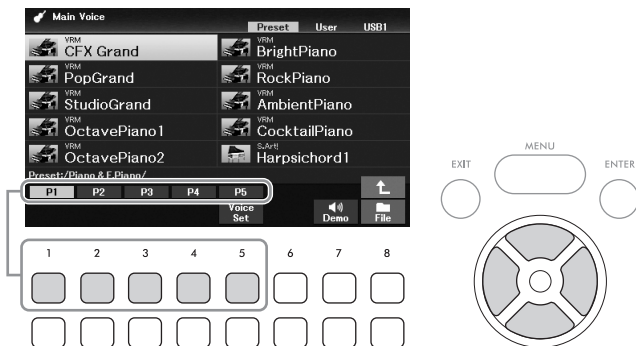 Main Voice
Preset User USB1
VRM
CFX Grand
VRM
BrightPiano
VRM
PopGrand
VRM
RockPiano
VRM
StudioGrand
VRM
AmbientPiano
VRM
OctavePiano1
VRM
CocktailPiano
VRM
OctavePiano2
S.Art!
Harpsichord1
Preset:/Piano & E.Piano/
P1 P2 P3 P4 P5
Voice Set
Demo
File
1 2 3 4 5 6 7 8
EXIT
MENU
ENTER